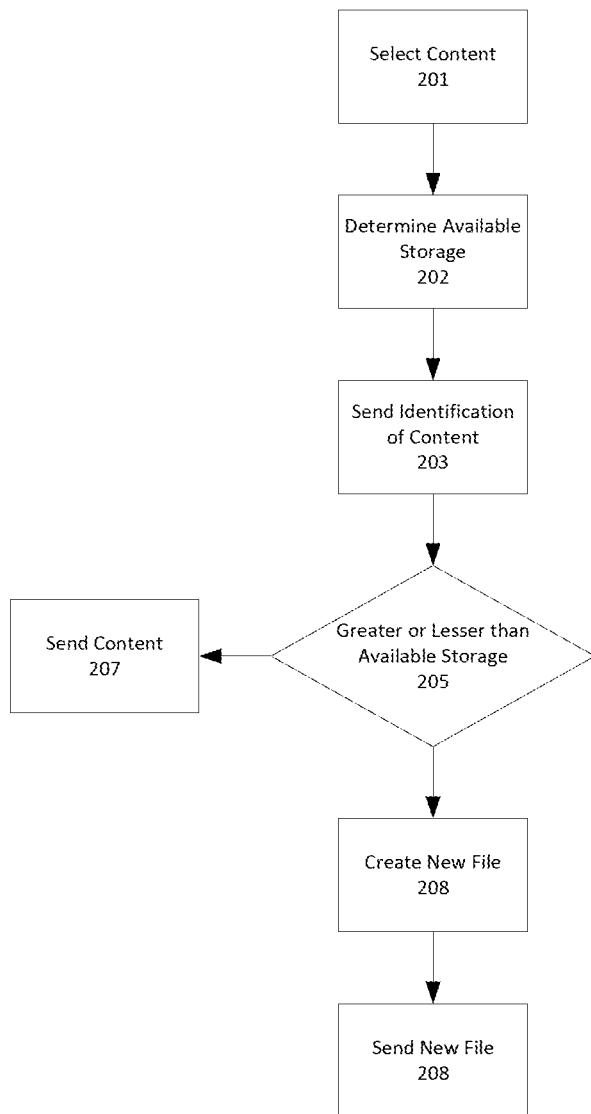 Select Content
201
Determine Available
Storage
202
Send Identification
of Content
203
Greater or Lesser than
Available Storage
205
Send Content
207
Create New File
208
Send New File
208